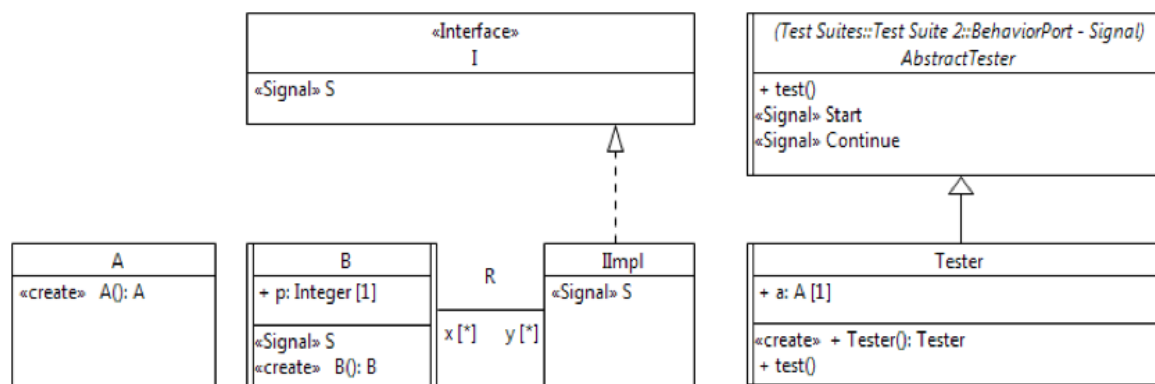 «Interface»
I
«Signal» S
(Test Suites::Test Suite 2::BehaviorPort - Signal)
AbstractTester
+ test()
«Signal» Start
«Signal» Continue
A
«create» A(): A
B
+ p: Integer [1]
«Signal» S
«create» B(): B
R
x [*] y [*]
IImpl
«Signal» S
Tester
+ a: A [1]
«create» + Tester(): Tester
+ test()